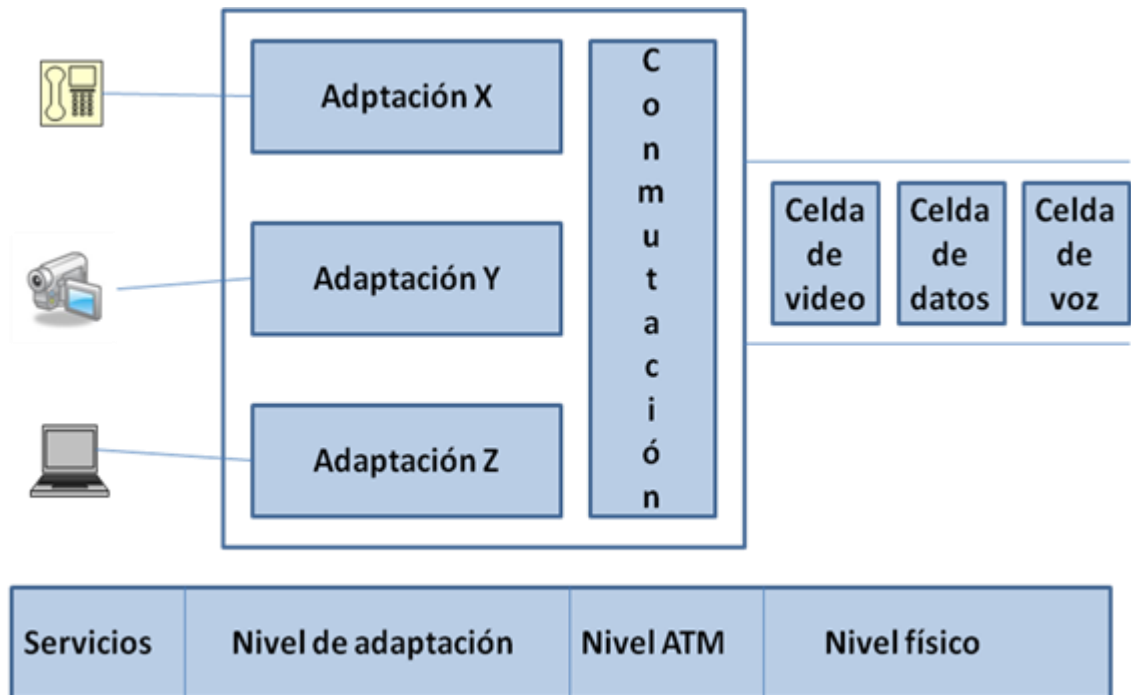 Adptación X
Adaptación Y
Adaptación Z
Conmutación
Celda
de
video
Celda
de
datos
Celda
de
voz
Servicios
Nivel de adaptación
Nivel ATM
Nivel físico